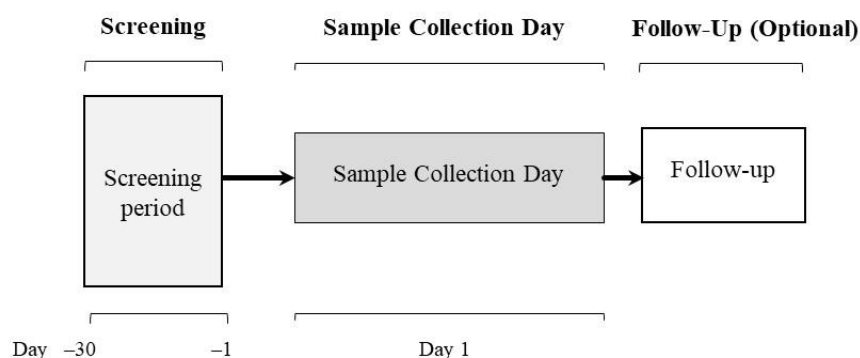 Screening
Sample Collection Day
Follow-Up (Optional)
Screening
period
Sample Collection Day
Follow-up
Day –30 –1 Day 1